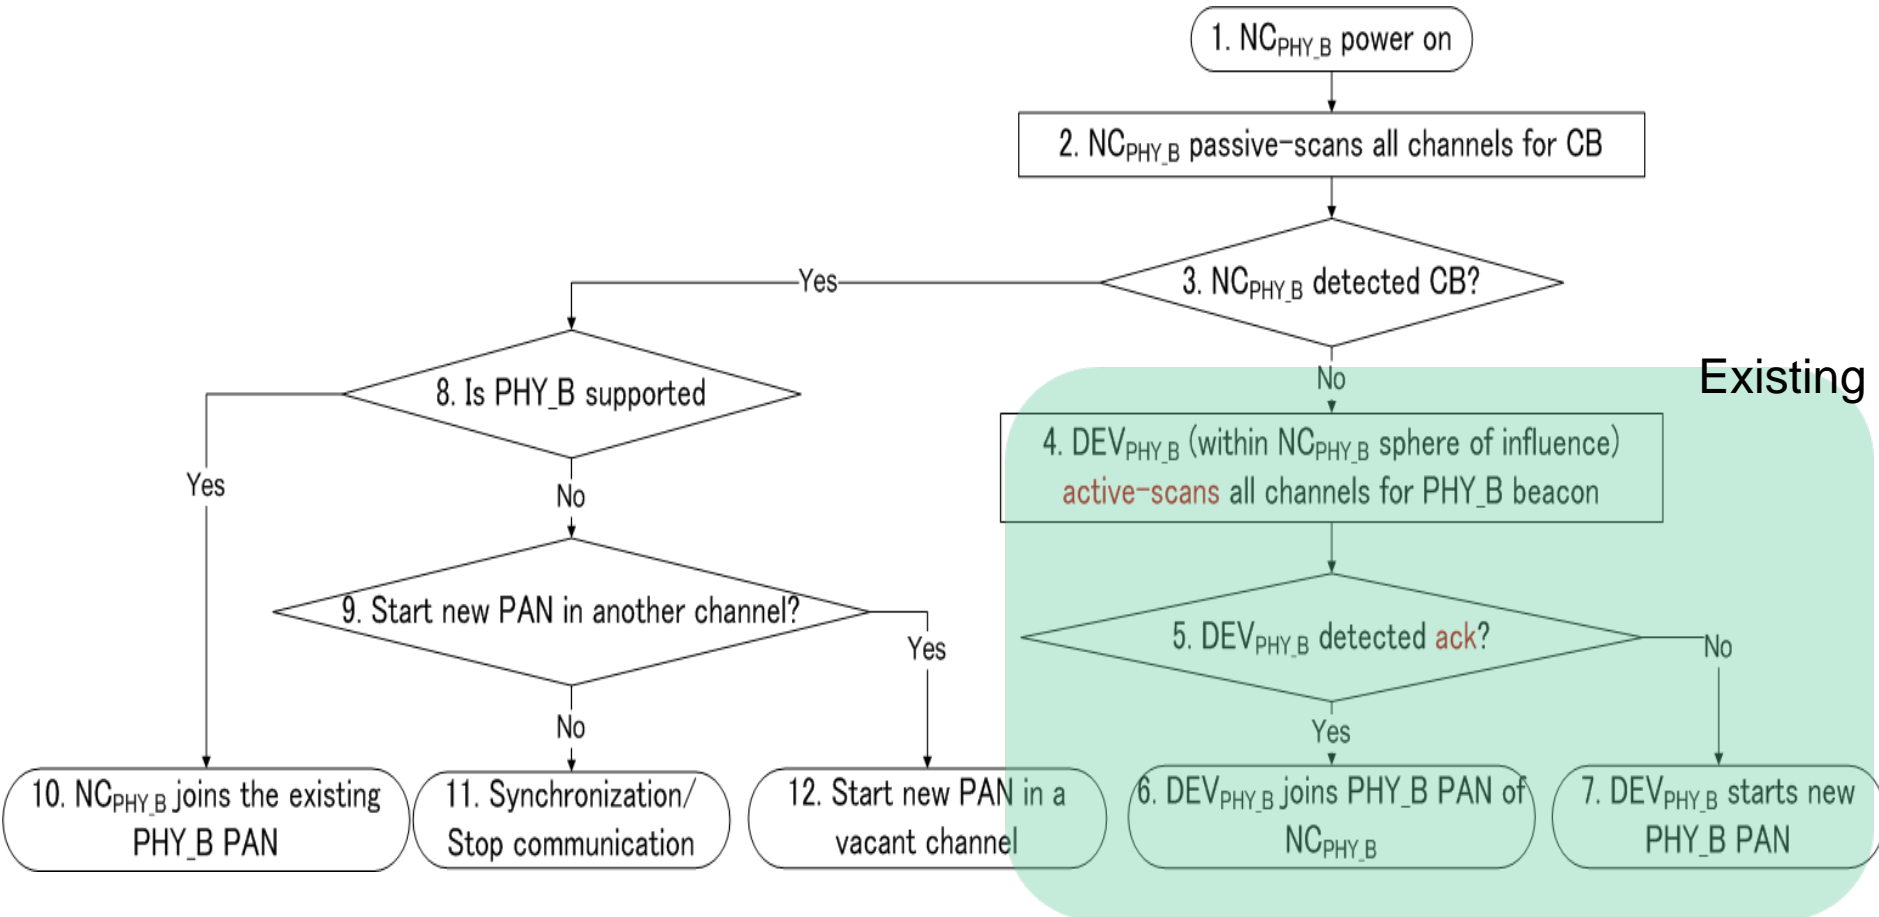 1. NCPHY_B power on
2. NCPHY_B passive-scans all channels for CB
3. NCPHY_B detected CB?
Yes
No
Existing
4. DEVPHY_B (within NCPHY_B sphere of influence)
active-scans all channels for PHY_B beacon
5. DEVPHY_B detected ack?
No
Yes
6. DEVPHY_B joins PHY_B PAN of
NCPHY_B
7. DEVPHY_B starts new
PHY_B PAN
8. Is PHY_B supported
Yes
No
9. Start new PAN in another channel?
Yes
No
10. NCPHY_B joins the existing
PHY_B PAN
11. Synchronization/
Stop communication
12. Start new PAN in a
vacant channel